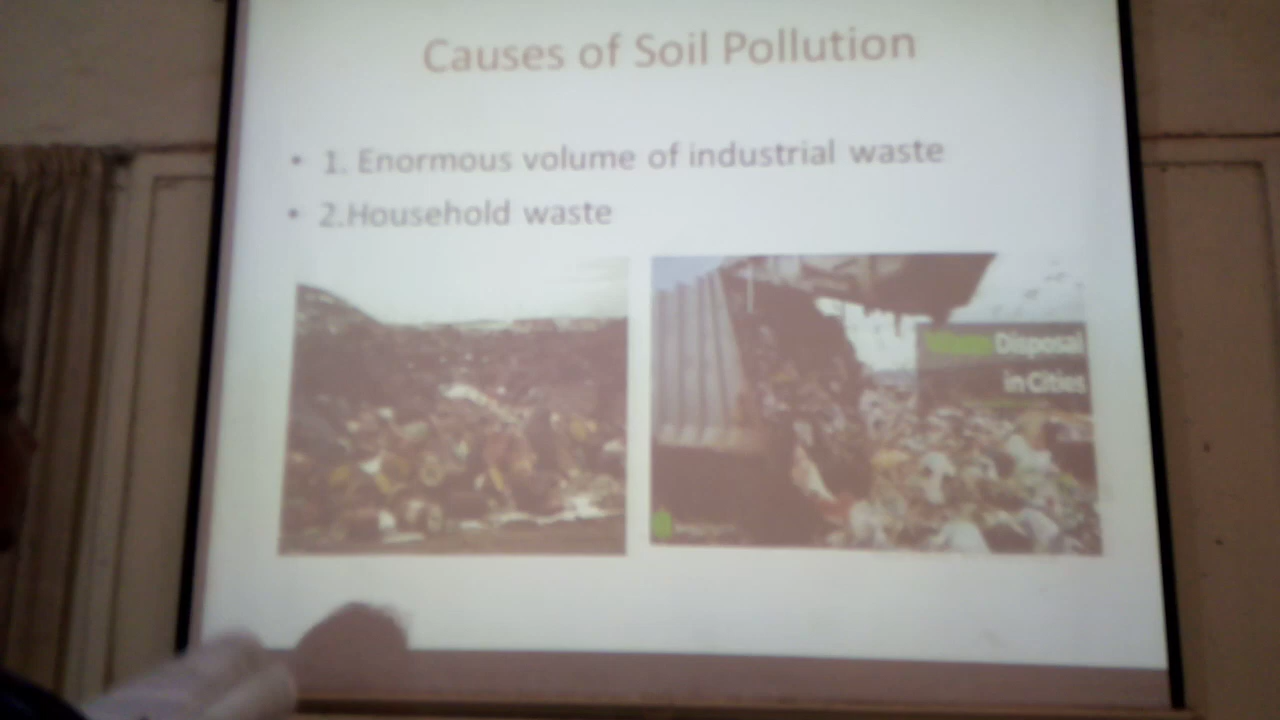 Causes of Soil Pollution
• 1. Enormous volume of industrial waste
• 2.Household waste
Disposal
in Cities